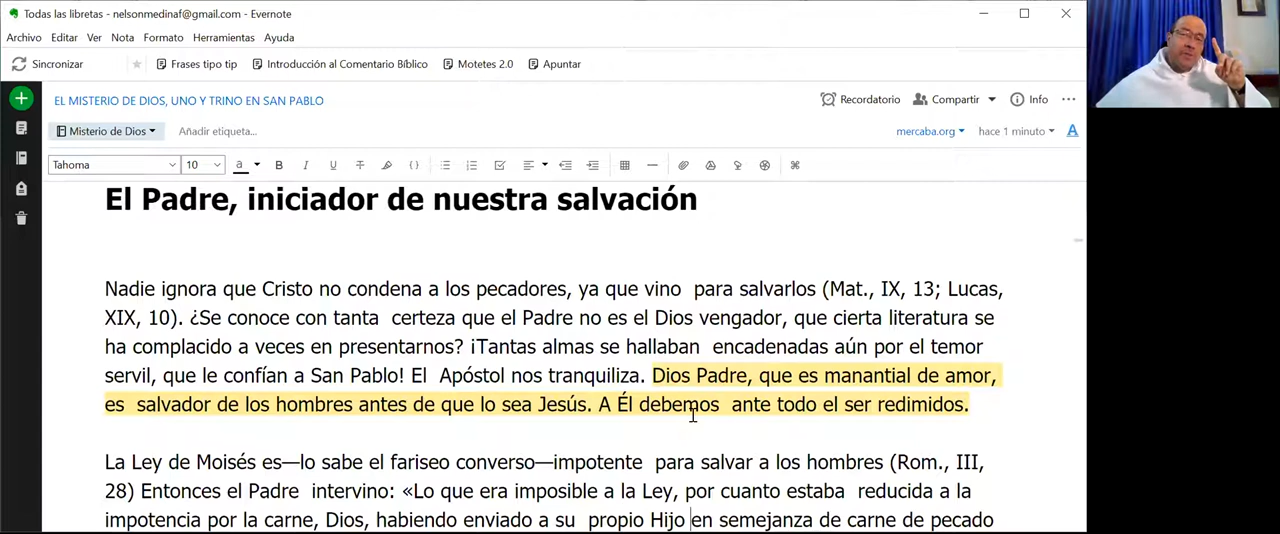 Todas las libretas - nelsonmedinaf@gmail.com - Evernote
Archivo Editar Ver Nota Formato Herramientas Ayuda
Sincronizar Frases tipo tip Introducción al Comentario Bíblico Motetes 2.0 Apuntar
EL MISTERIO DE DIOS, UNO Y TRINO EN SAN PABLO Recordatorio Compartir Info
Misterio de Dios Añadir etiqueta... mercaba.org hace 1 minuto A
Tahoma 10 a B I U T {}
El Padre, iniciador de nuestra salvación
Nadie ignora que Cristo no condena a los pecadores, ya que vino para salvarlos (Mat., IX, 13; Lucas,
XIX, 10). ¿Se conoce con tanta certeza que el Padre no es el Dios vengador, que cierta literatura se
ha complacido a veces en presentarnos? ¡Tantas almas se hallaban encadenadas aún por el temor
servil, que le confían a San Pablo! El Apóstol nos tranquiliza. Dios Padre, que es manantial de amor,
es salvador de los hombres antes de que lo sea Jesús. A Él debemos ante todo el ser redimidos.
La Ley de Moisés es—lo sabe el fariseo converso—impotente para salvar a los hombres (Rom., III,
28) Entonces el Padre intervino: «Lo que era imposible a la Ley, por cuanto estaba reducida a la
impotencia por la carne, Dios, habiendo enviado a su propio Hijo en semejanza de carne de pecado